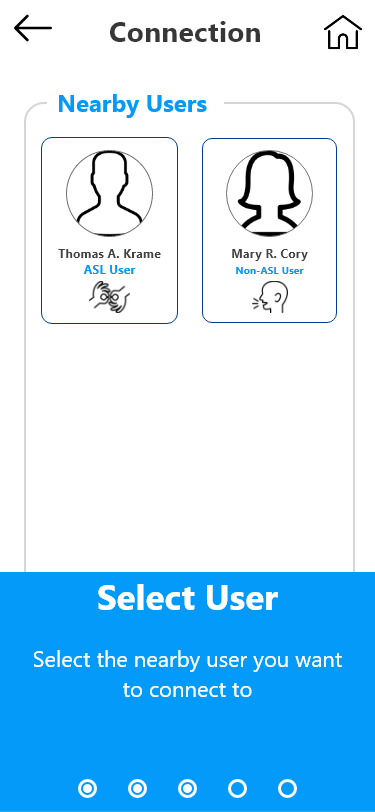 Connection
Nearby Users
Thomas A. Krame
ASL User
Mary R. Cory
Non-ASL User
Select User
Select the nearby user you want
to connect to